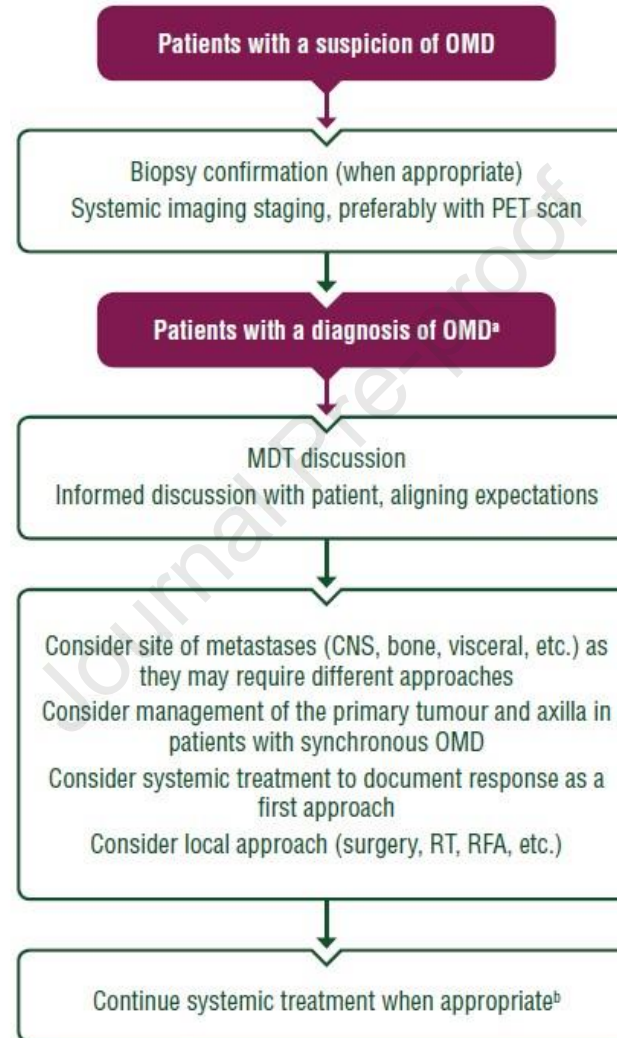 Patients with a suspicion of OMD
Biopsy confirmation (when appropriate)
Systemic imaging staging, preferably with PET scan
Patients with a diagnosis of OMDᵃ
MDT discussion
Informed discussion with patient, aligning expectations
Consider site of metastases (CNS, bone, visceral, etc.) as
they may require different approaches
Consider management of the primary tumour and axilla in
patients with synchronous OMD
Consider systemic treatment to document response as a
first approach
Consider local approach (surgery, RT, RFA, etc.)
Continue systemic treatment when appropriateᵇ
Journal Pre-proof